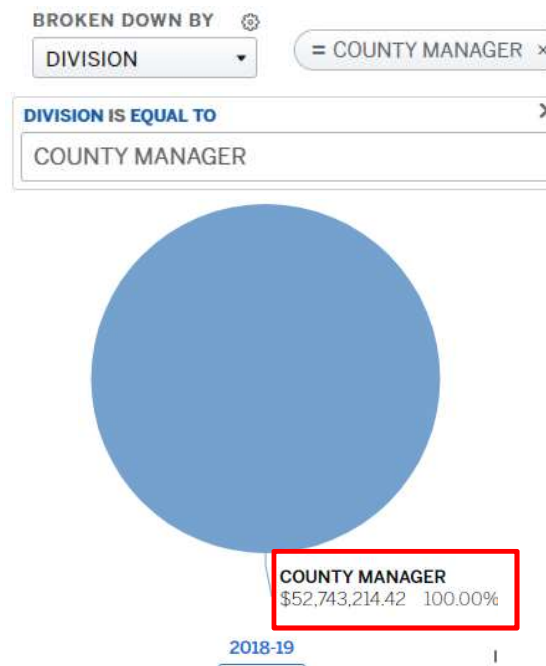 BROKEN DOWN BY
DIVISION
= COUNTY MANAGER ×
DIVISION IS EQUAL TO
COUNTY MANAGER
COUNTY MANAGER
$52,743,214.42 100.00%
2018-19